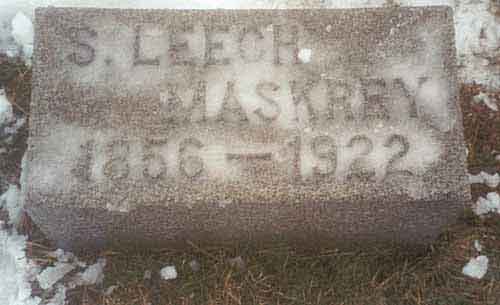 S. LEECH
MASKREY
1856 – 1922